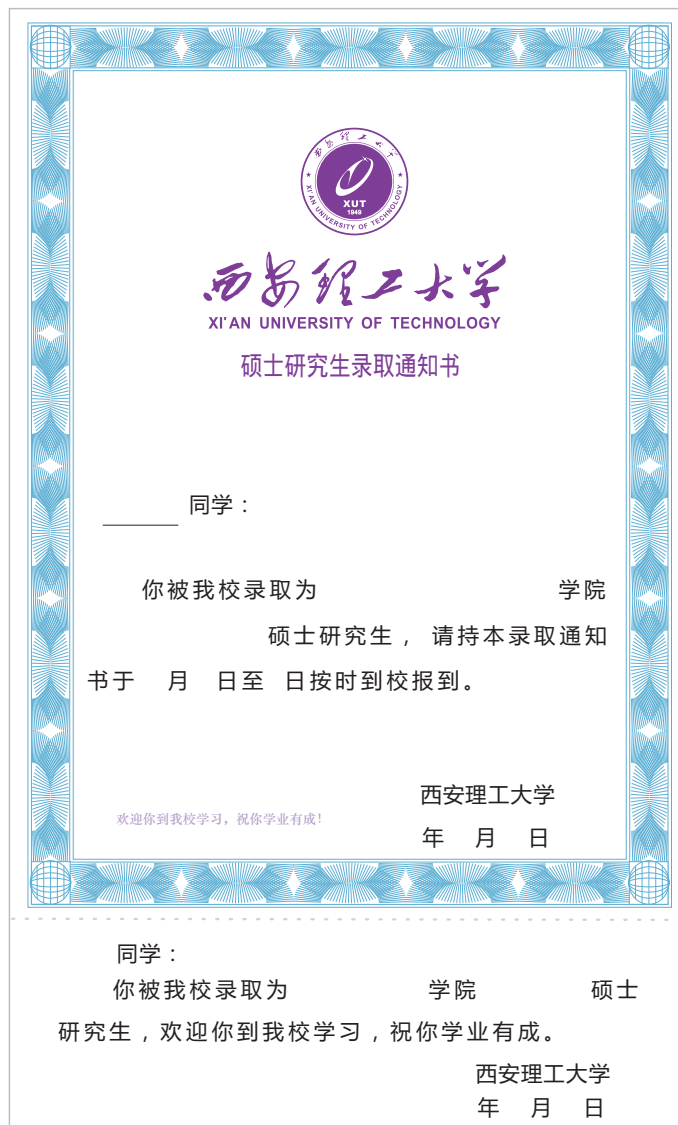 西安理工大学
XI'AN UNIVERSITY OF TECHNOLOGY
XUT
1949
西安理工大学
XI'AN UNIVERSITY OF TECHNOLOGY
硕士研究生录取通知书
同学：
你被我校录取为 学院
硕士研究生， 请持本录取通知
书于 月 日至 日按时到校报到。
西安理工大学
欢迎你到我校学习，祝你学业有成！
年 月 日
同学：
你被我校录取为 学院 硕士
研究生，欢迎你到我校学习，祝你学业有成。
西安理工大学
年 月 日